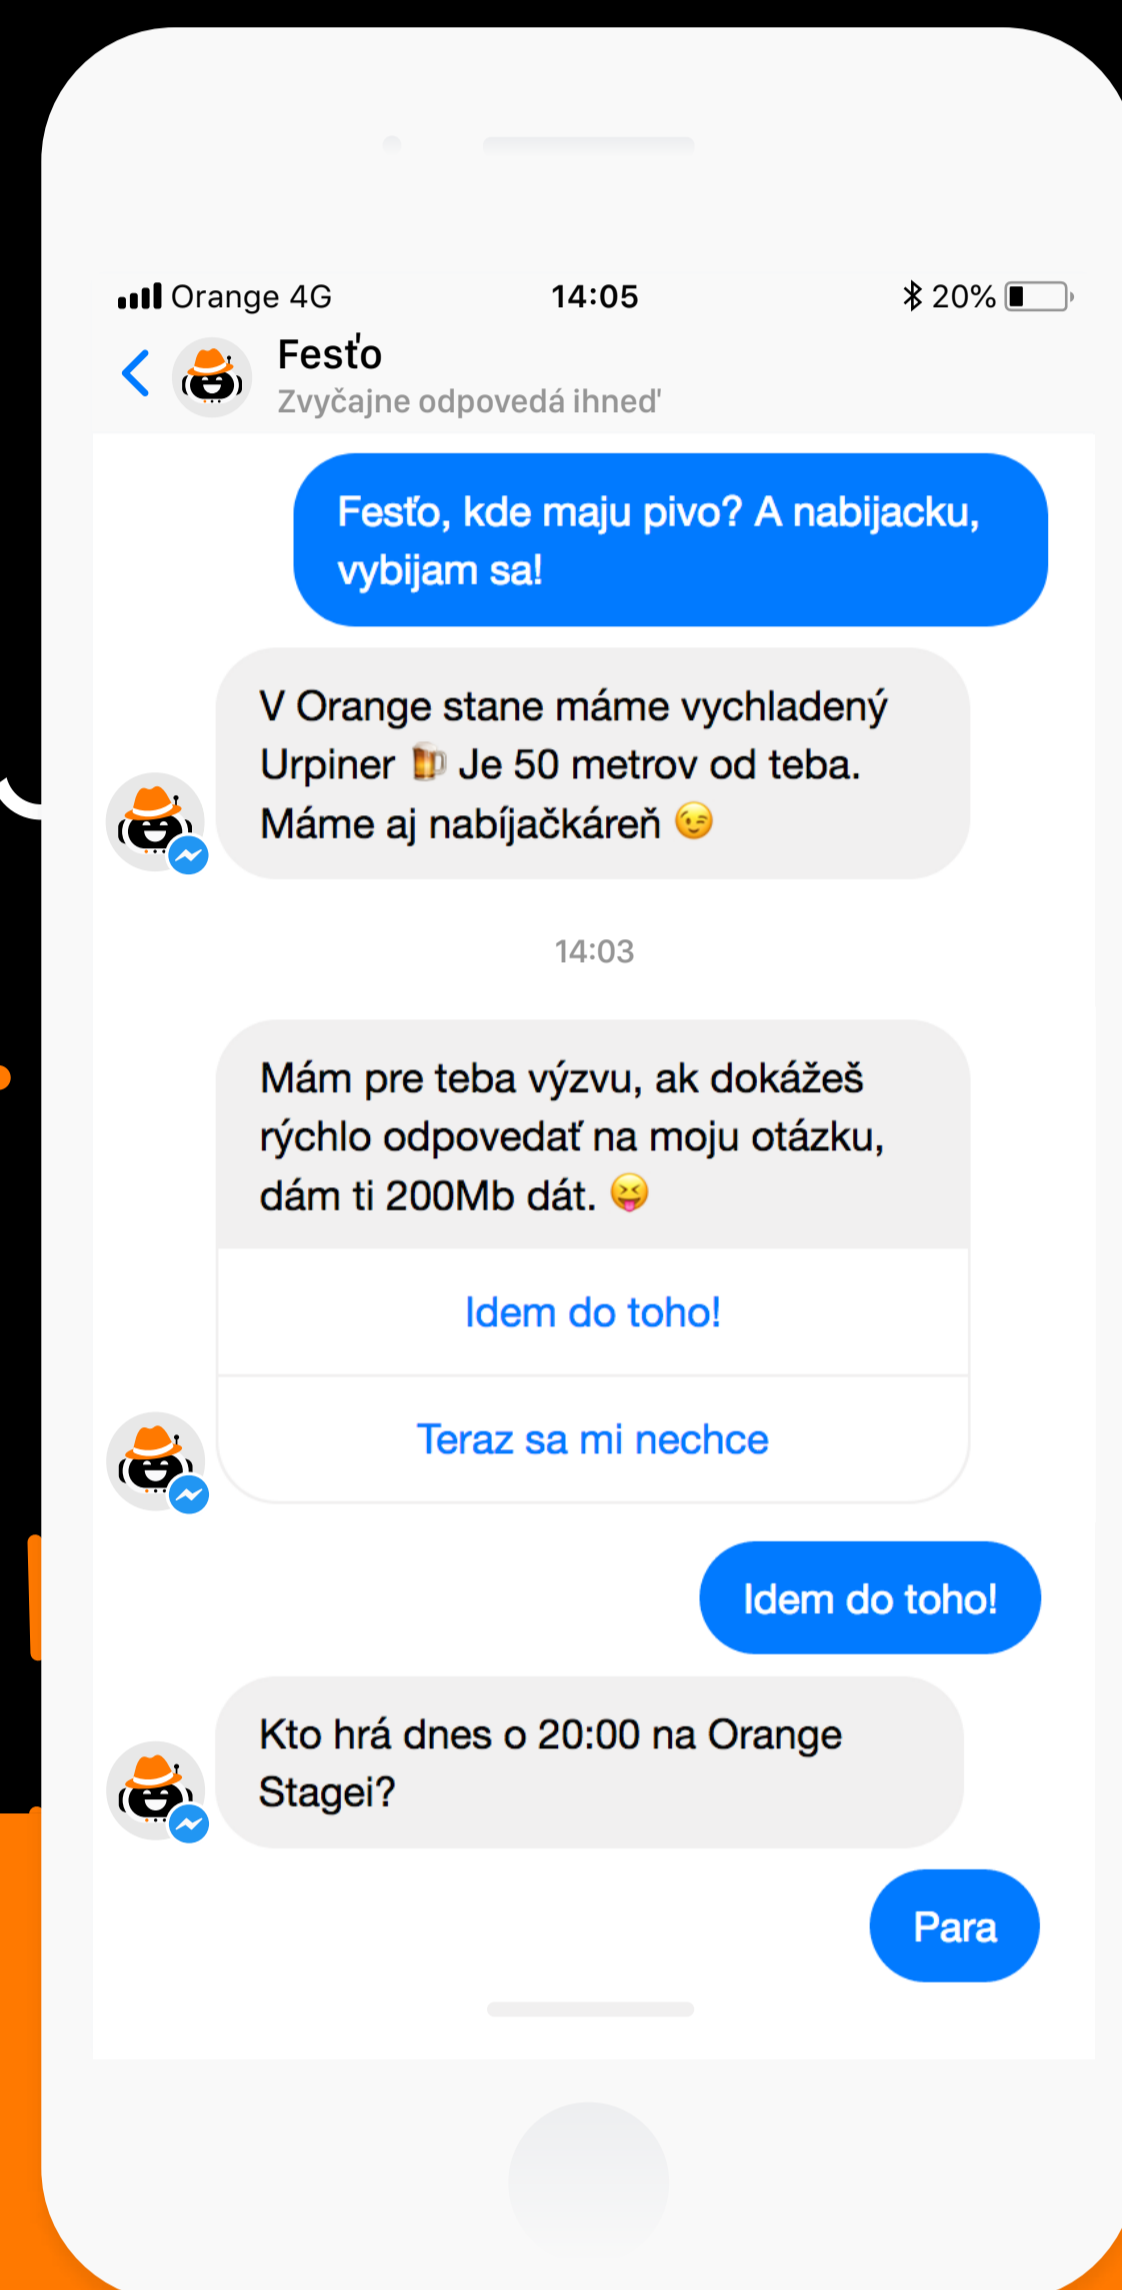 Orange 4G 14:05 20%
Fesťo
Zvyčajne odpovedá ihneď
Fesťo, kde maju pivo? A nabijacku,
vybijam sa!
V Orange stane máme vychladený
Urpiner 🍺 Je 50 metrov od teba.
Máme aj nabíjačkáreň 😉
14:03
Mám pre teba výzvu, ak dokážeš
rýchlo odpovedať na moju otázku,
dám ti 200Mb dát. 😝
Idem do toho!
Teraz sa mi nechce
Idem do toho!
Kto hrá dnes o 20:00 na Orange
Stagei?
Para